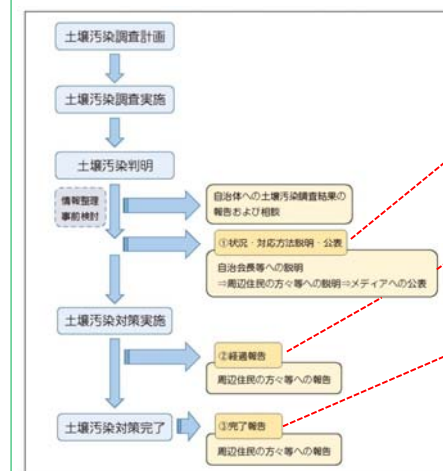 土壌汚染調査計画
土壌汚染調査実施
土壌汚染判明
情報整理
事前検討
自治体への土壌汚染調査結果の
報告および相談
①状況・対応方法説明・公表
自治会長等への説明
⇒周辺住民の方々等への説明⇒メディアへの公表
土壌汚染対策実施
②経過報告
周辺住民の方々等への報告
土壌汚染対策完了
③完了報告
周辺住民の方々等への報告